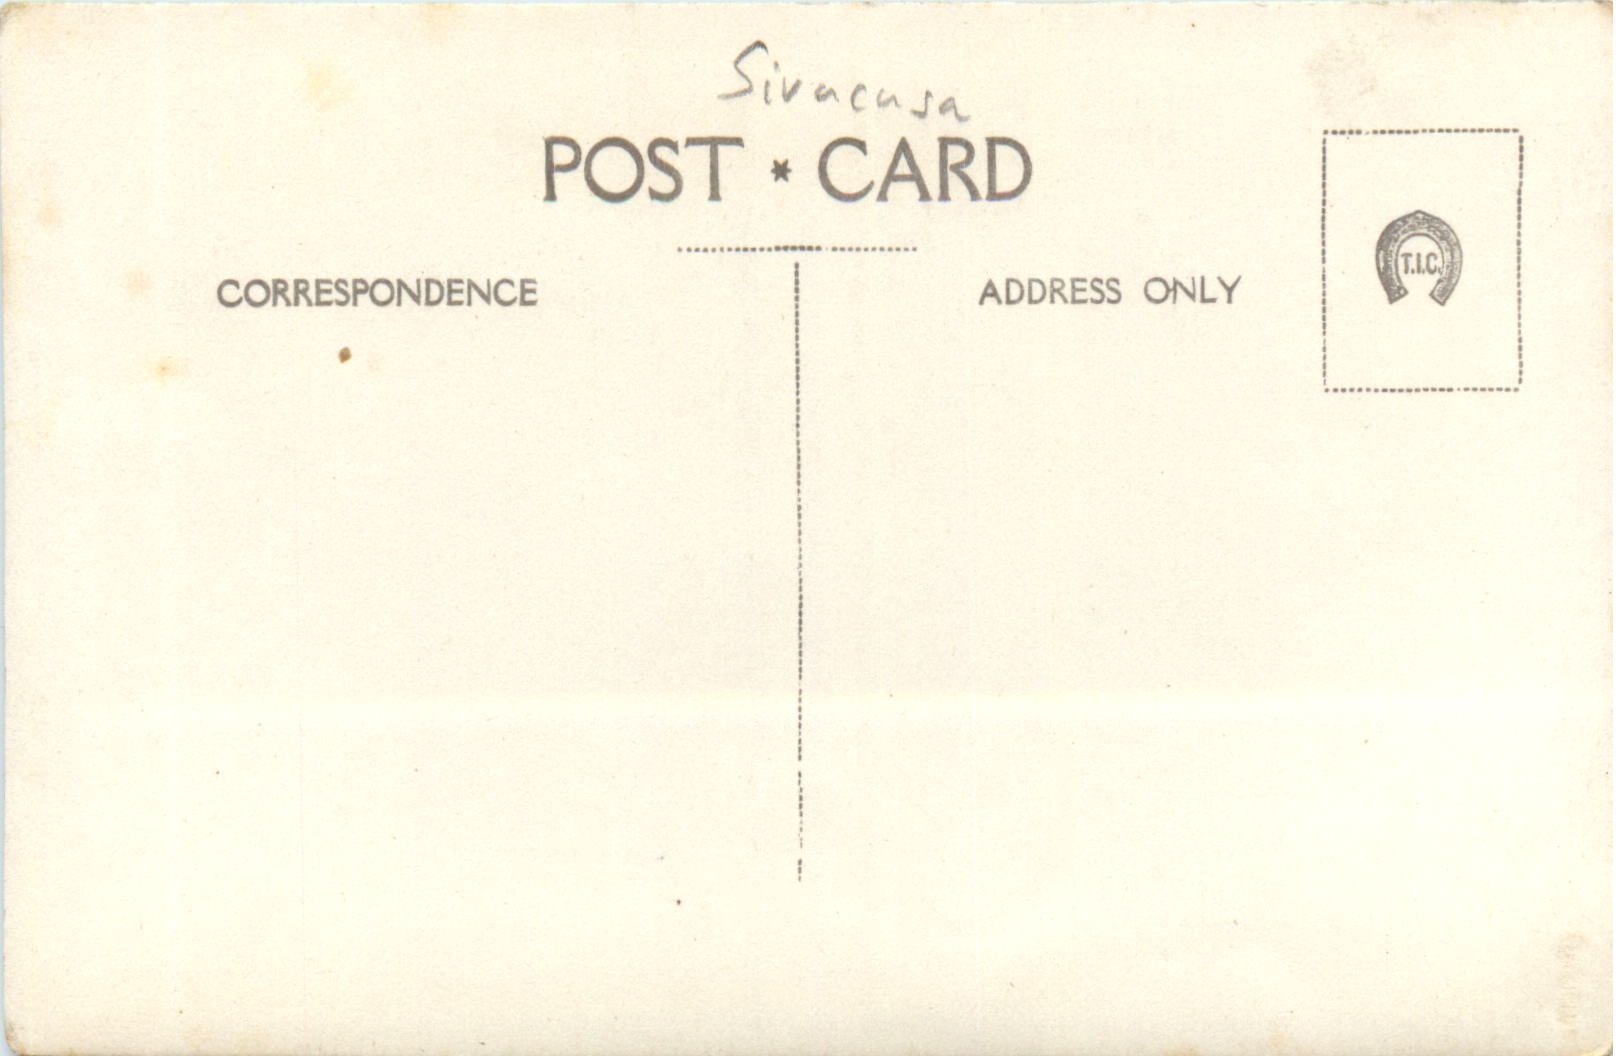 Siracusa
POST * CARD
CORRESPONDENCE
ADDRESS ONLY
T.I.C.